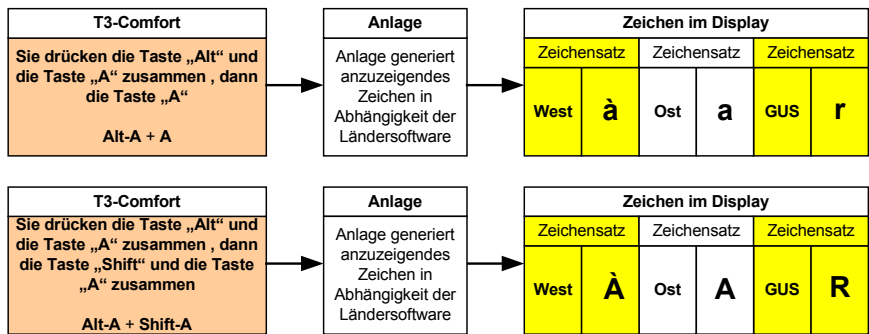 T3-Comfort
Sie drücken die Taste „Alt“ und
die Taste „A“ zusammen , dann
die Taste „A“
Alt-A + A
Anlage
Anlage generiert
anzuzeigendes
Zeichen in
Abhängigkeit der
Ländersoftware
Zeichen im Display
Zeichensatz Zeichensatz Zeichensatz
West à Ost a GUS r
T3-Comfort
Sie drücken die Taste „Alt“ und
die Taste „A“ zusammen , dann
die Taste „Shift“ und die Taste
„A“ zusammen
Alt-A + Shift-A
Anlage
Anlage generiert
anzuzeigendes
Zeichen in
Abhängigkeit der
Ländersoftware
Zeichen im Display
Zeichensatz Zeichensatz Zeichensatz
West À Ost A GUS R